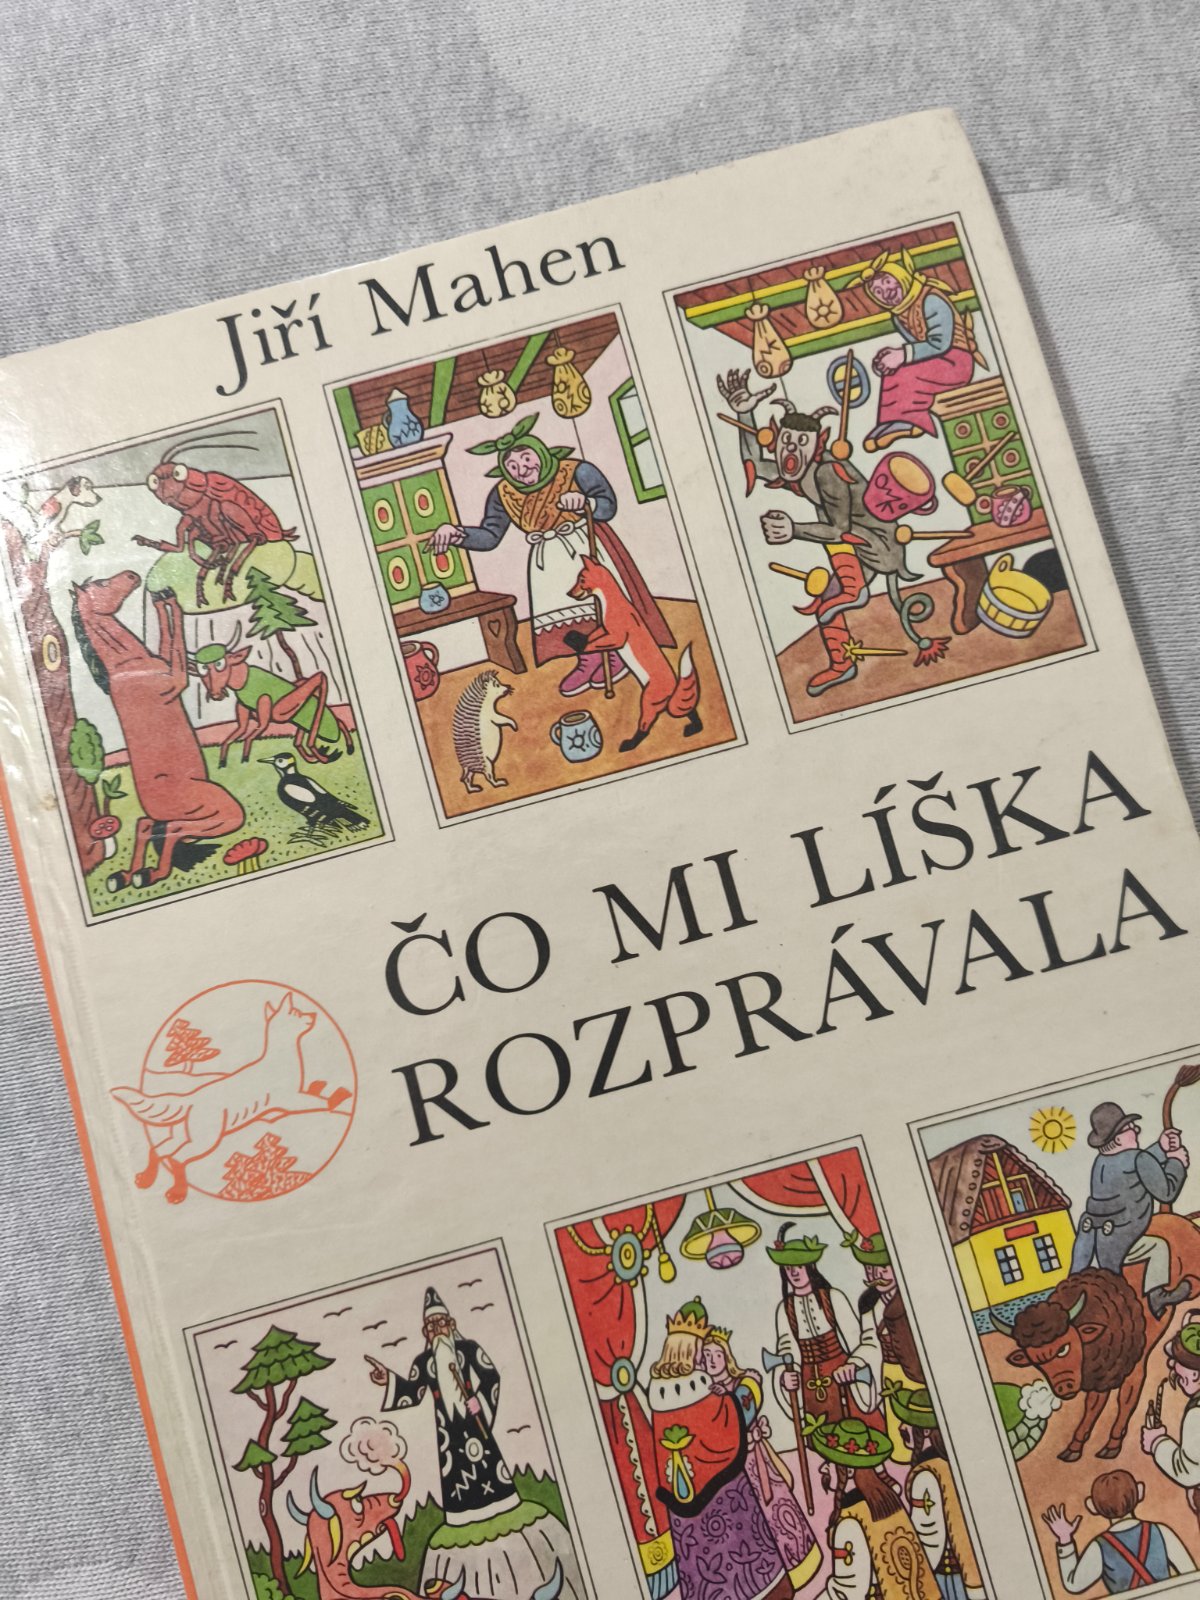 Jiří Mahen
ČO MI LÍŠKA
ROZPRÁVALA